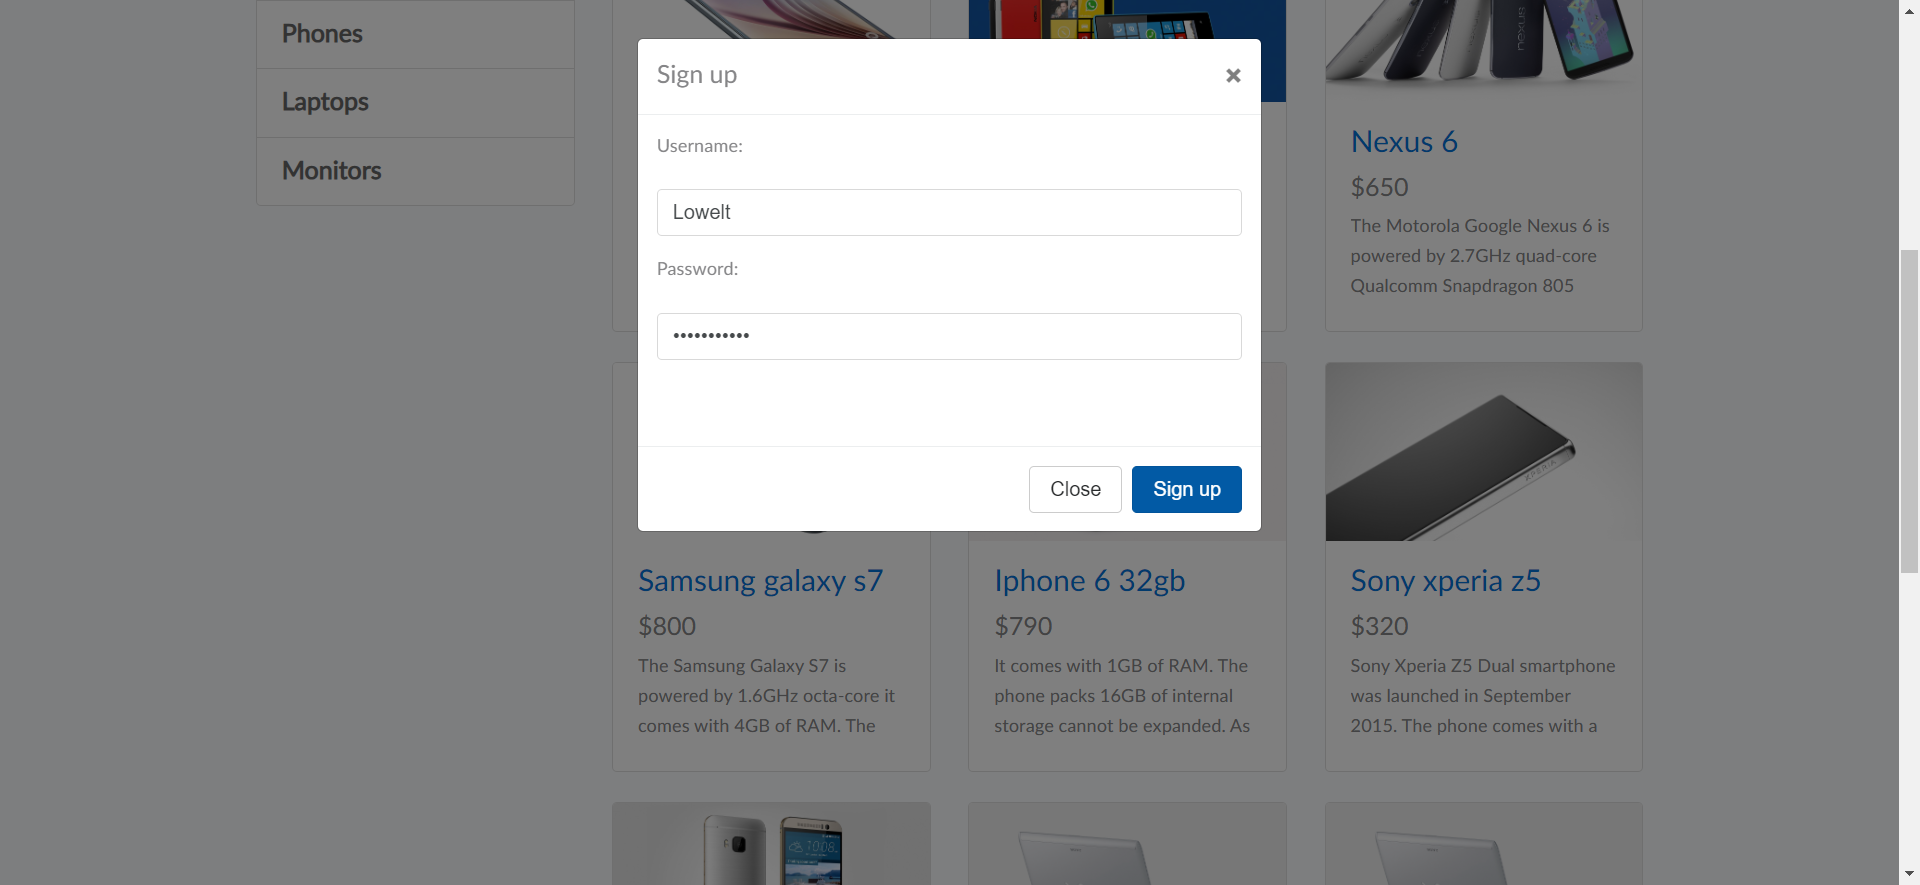 Phones
Laptops
Monitors
Sign up
×
Username:
Lowelt
Password:
•••••••••••
Close
Sign up
nexus
Nexus 6
$650
The Motorola Google Nexus 6 is
powered by 2.7GHz quad-core
Qualcomm Snapdragon 805
Samsung galaxy s7
$800
The Samsung Galaxy S7 is
powered by 1.6GHz octa-core it
comes with 4GB of RAM. The
Iphone 6 32gb
$790
It comes with 1GB of RAM. The
phone packs 16GB of internal
storage cannot be expanded. As
XPERIA
Sony xperia z5
$320
Sony Xperia Z5 Dual smartphone
was launched in September
2015. The phone comes with a
10:08